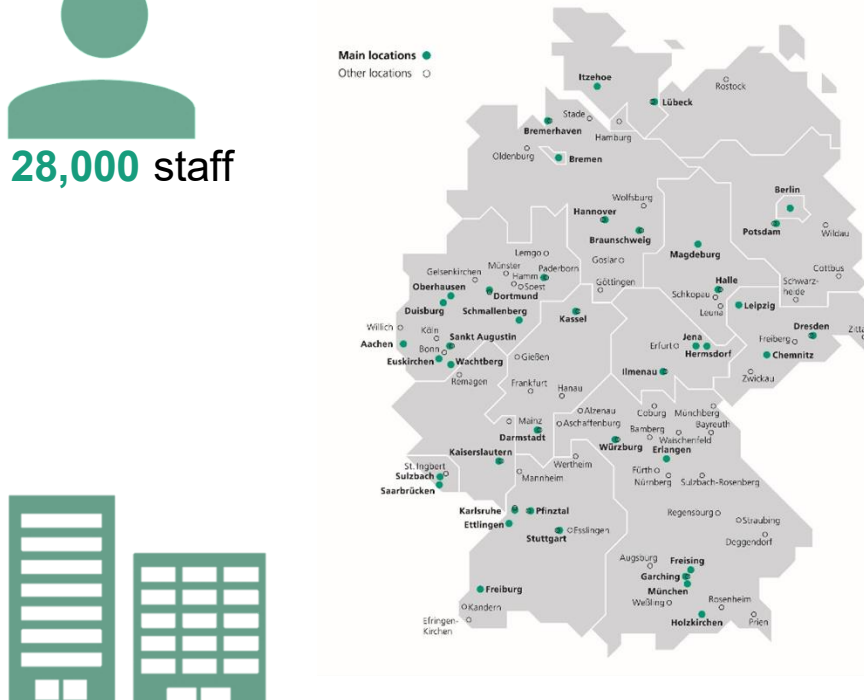 28,000 staff
Main locations
Other locations
Itzehoe
Rostock
Lübeck
Stade
Bremerhaven
Hamburg
Oldenburg
Bremen
Berlin
Wolfsburg
Hannover
Potsdam
Wildau
Braunschweig
Magdeburg
Lemgo
Goslar
Münster
Paderborn
Gelsenkirchen
Hamm
Cottbus
Oberhausen
Soest
Göttingen
Halle
Schwarz-
heide
Dortmund
Schkopau
Duisburg
Schmallenberg
Leuna
Leipzig
Kassel
Willich
Köln
Dresden
Aachen
Sankt Augustin
Jena
Freiberg
Bonn
Erfurt
Hermsdorf
Chemnitz
Euskirchen
Wachtberg
Gießen
Ilmenau
Zwickau
Remagen
Frankfurt
Hanau
Alzenau
Coburg
Münchberg
Mainz
Aschaffenburg
Bamberg
Bayreuth
Darmstadt
Würzburg
Waischenfeld
Erlangen
Kaiserslautern
St. Ingbert
Wertheim
Fürth
Sulzbach
Mannheim
Nürnberg
Sulzbach-Rosenberg
Saarbrücken
Karlsruhe
Pfinztal
Regensburg
Ettlingen
Esslingen
Straubing
Stuttgart
Deggendorf
Augsburg
Freising
Garching
Freiburg
München
Weßling
Rosenheim
Kandern
Efringen-
Kirchen
Holzkirchen
Prien